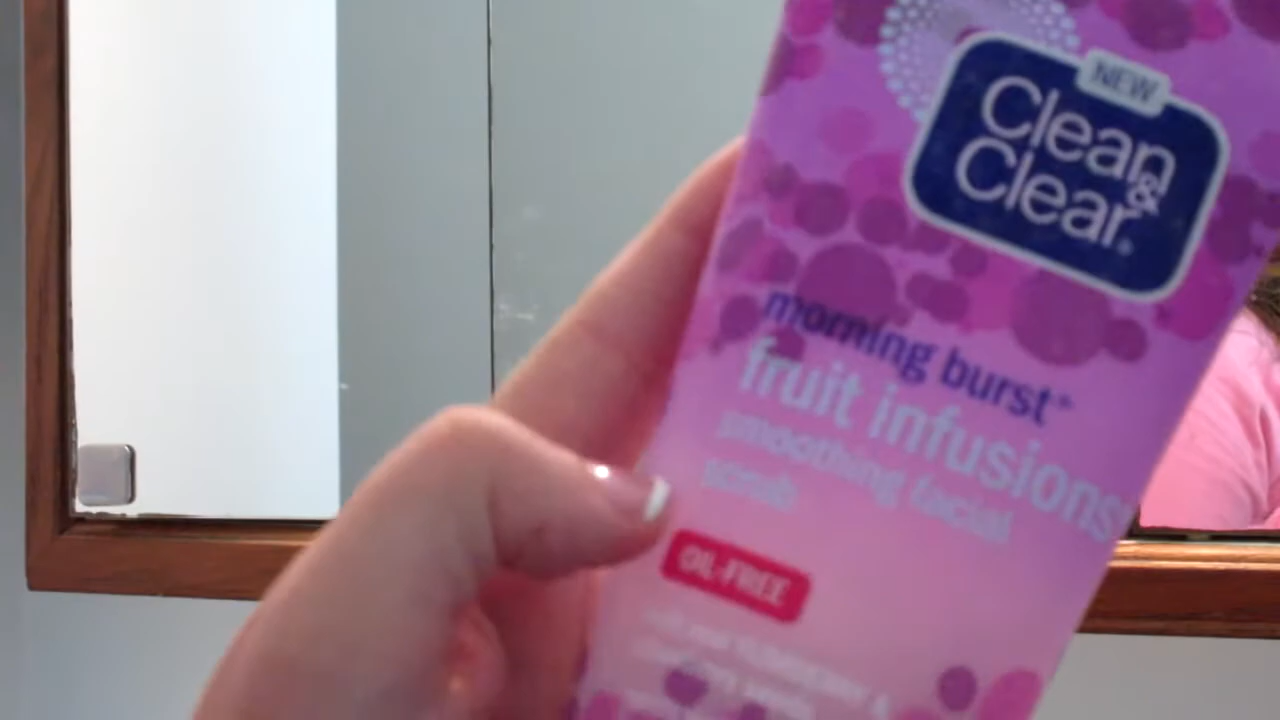 NEW
Clean
&
Clear®
morning burst®
fruit infusions
smoothing facial
scrub
OIL-FREE